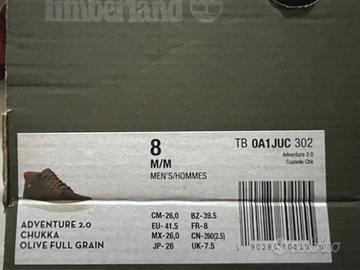 Timberland
8
M/M
MEN'S/HOMMES
TB 0A1JUC 302
Adventure 2.0
Cupsole Chk
ADVENTURE 2.0
CHUKKA
OLIVE FULL GRAIN
CM-26,0 BZ-39.5
EU-41.5 FR-8
MX-26,0 CN-260(2.5)
JP-26 UK-7.5